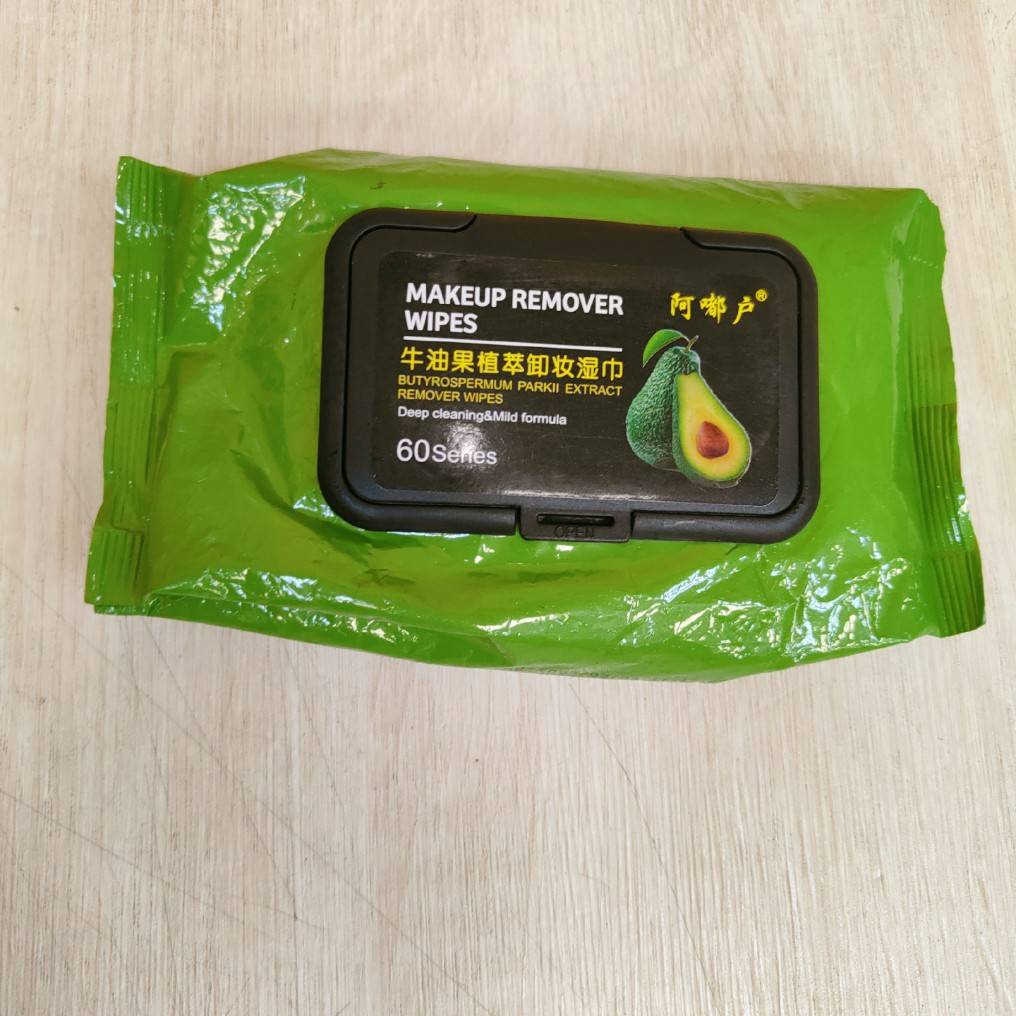 MAKEUP REMOVER
WIPES
阿嘟户®
牛油果植萃卸妆湿巾
BUTYROSPERMUM PARKII EXTRACT
REMOVER WIPES
Deep cleaning&Mild formula
60Series
OPEN